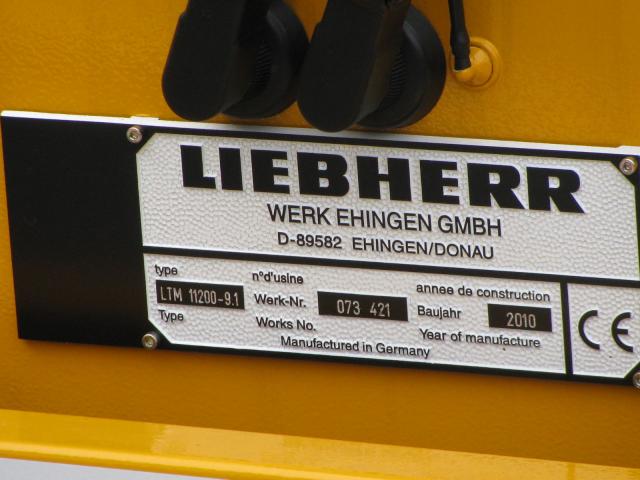 LIEBHERR
WERK EHINGEN GMBH
D-89582 EHINGEN/DONAU
type
LTM 11200-9.1
Type
n°d'usine
Werk-Nr. 073 421
Works No.
annee de construction
Baujahr 2010
Year of manufacture
Manufactured in Germany
CE